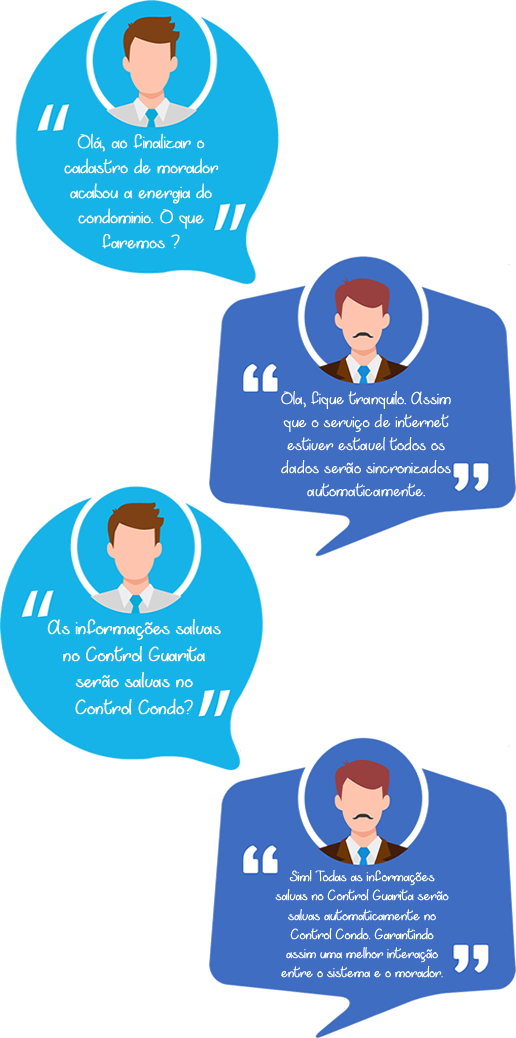 Olá, ao finalizar o
cadastro de morador
acabou a energia do
condominio. O que
faremos ?
Ola, fique tranquilo. Assim
que o serviço de internet
estiver estavel todos os
dados serão sincronizados
automaticamente.
As informações salvas
no Control Guarita
serão salvas no
Control Condo?
Sim! Todas as informações
salvas no Control Guarita serão
salvas automaticamente no
Control Condo. Garantindo
assim uma melhor interação
entre o sistema e o morador.